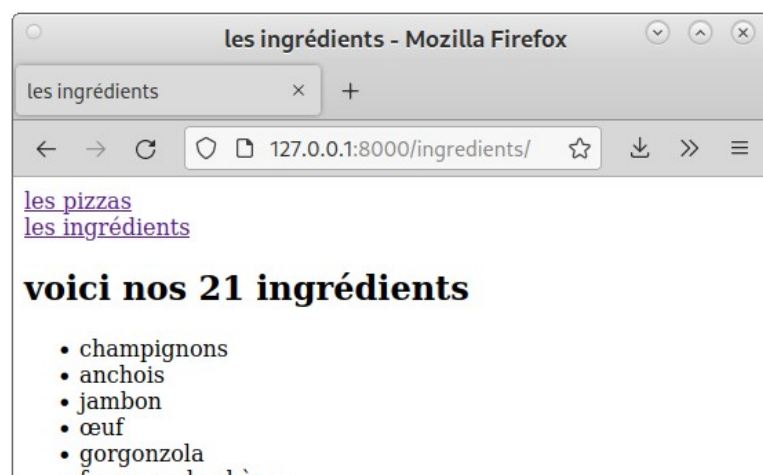 les ingrédients - Mozilla Firefox
les ingrédients
127.0.0.1:8000/ingredients/
les pizzas
les ingrédients
voici nos 21 ingrédients
• champignons
• anchois
• jambon
• œuf
• gorgonzola